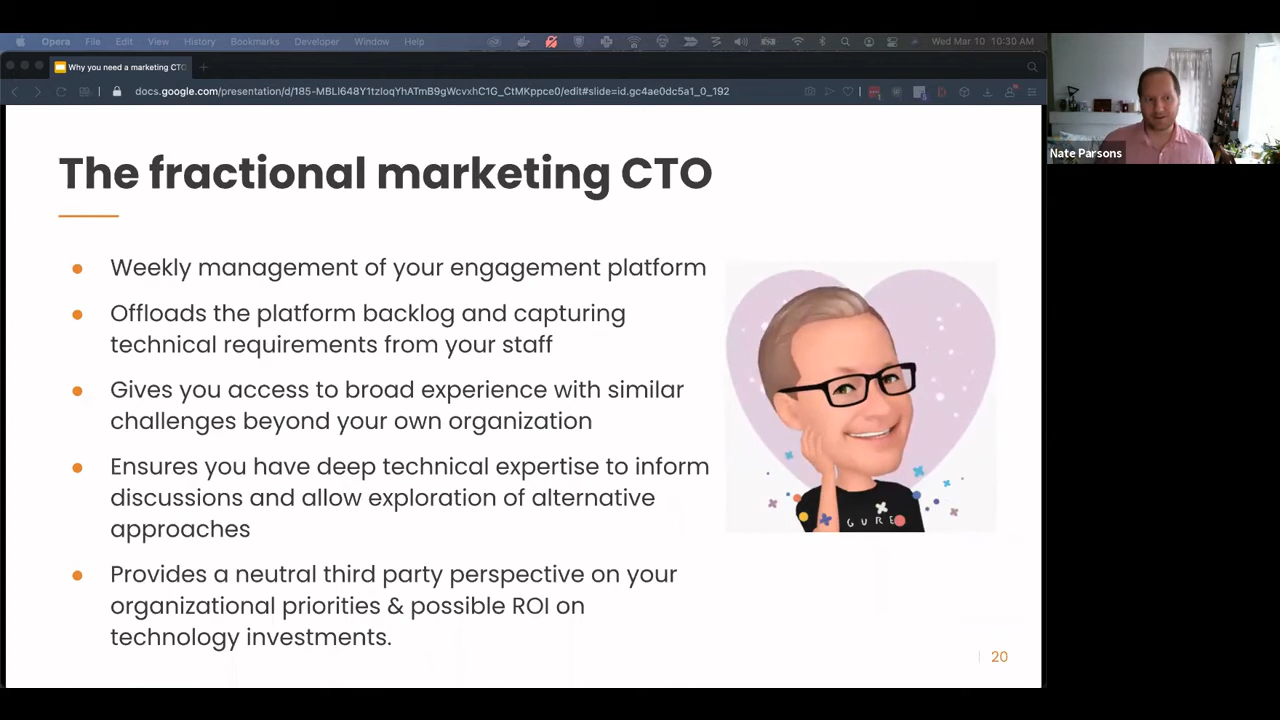 Opera File Edit View History Bookmarks Developer Window Help Wed Mar 10 10:30 AM
Why you need a marketing CTO
docs.google.com/presentation/d/185-MBLI648Y1tzIoqYhATmB9gWcvxhC1G_CtMKppce0/edit#slide=id.gc4ae0dc5a1_0_192
Nate Parsons
The fractional marketing CTO
● Weekly management of your engagement platform
● Offloads the platform backlog and capturing
technical requirements from your staff
● Gives you access to broad experience with similar
challenges beyond your own organization
● Ensures you have deep technical expertise to inform
discussions and allow exploration of alternative
approaches
● Provides a neutral third party perspective on your
organizational priorities & possible ROI on
technology investments.
GURE
20